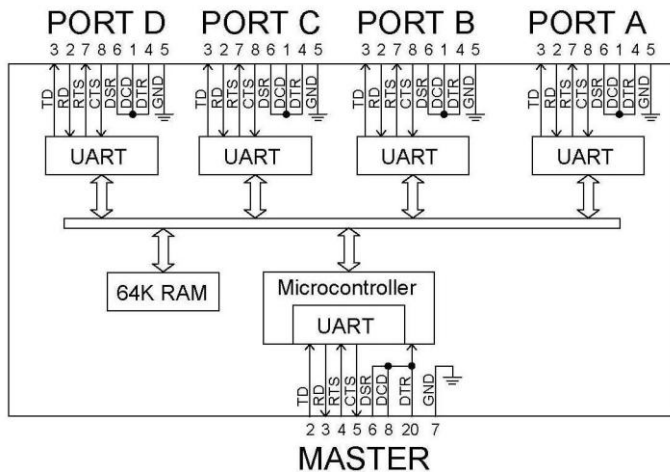 PORT D PORT C PORT B PORT A
3 2 7 8 6 1 4 5 3 2 7 8 6 1 4 5 3 2 7 8 6 1 4 5 3 2 7 8 6 1 4 5
TD RD RTS CTS DSR DCD DTR GND TD RD RTS CTS DSR DCD DTR GND TD RD RTS CTS DSR DCD DTR GND TD RD RTS CTS DSR DCD DTR GND
UART UART UART UART
64K RAM Microcontroller
UART
TD RD RTS CTS DSR DCD DTR GND
2 3 4 5 6 8 20 7
MASTER